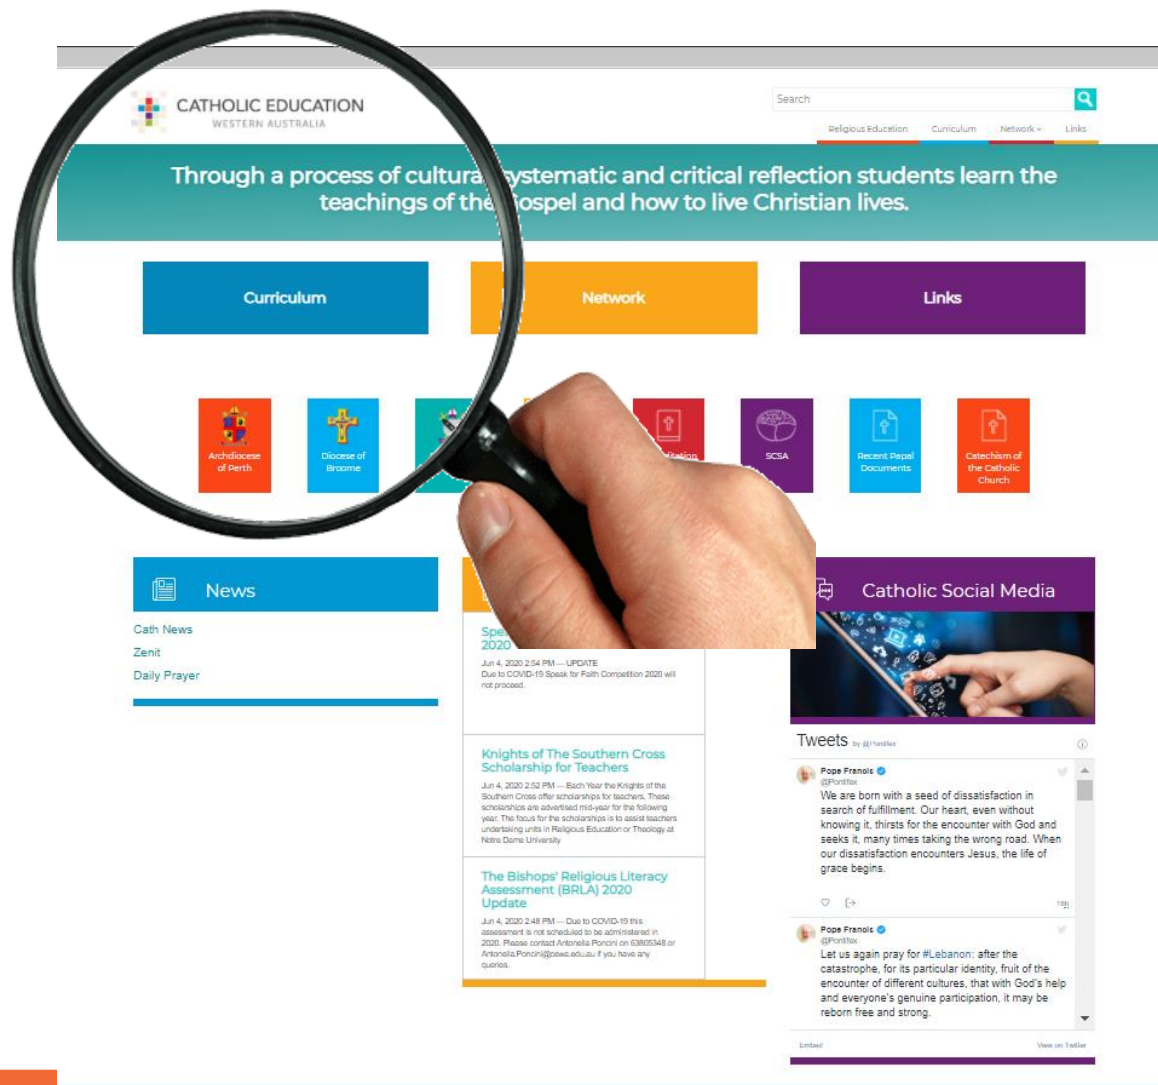 CATHOLIC EDUCATION
WESTERN AUSTRALIA
Search
Religious Education Curriculum Network Links
Through a process of cultural systematic and critical reflection students learn the
teachings of the Gospel and how to live Christian lives.
Curriculum
Network
Links
Archdiocese
of Perth
Diocese of
Broome
SCSA
Recent Papal
Documents
Catechism of
the Catholic
Church
News
Cath News
Zenit
Daily Prayer
2020
Jun 4, 2020 2:54 PM — UPDATE
Due to COVID-19 Speak for Faith Competition 2020 will
not proceed.
Knights of The Southern Cross
Scholarship for Teachers
Jun 4, 2020 2:52 PM — Each Year the Knights of the
Southern Cross offer scholarships for teachers. These
scholarships are advertised mid-year for the following
year. The focus for the scholarships is to assist teachers
undertaking units in Religious Education or Theology at
Notre Dame University
The Bishops' Religious Literacy
Assessment (BRLA) 2020
Update
Jun 4, 2020 2:48 PM — Due to COVID-19 this
assessment is not scheduled to be administered in
2020. Please contact Antonella Poncini on 63805348 or
Antonella.Poncini@cewa.edu.au if you have any
queries.
Catholic Social Media
Tweets by @Pontifex
Pope Francis
@Pontifex
We are born with a seed of dissatisfaction in
search of fulfillment. Our heart, even without
knowing it, thirsts for the encounter with God and
seeks it, many times taking the wrong road. When
our dissatisfaction encounters Jesus, the life of
grace begins.
18h
Pope Francis
@Pontifex
Let us again pray for #Lebanon: after the
catastrophe, for its particular identity, fruit of the
encounter of different cultures, that with God's help
and everyone's genuine participation, it may be
reborn free and strong.
Embed View on Twitter